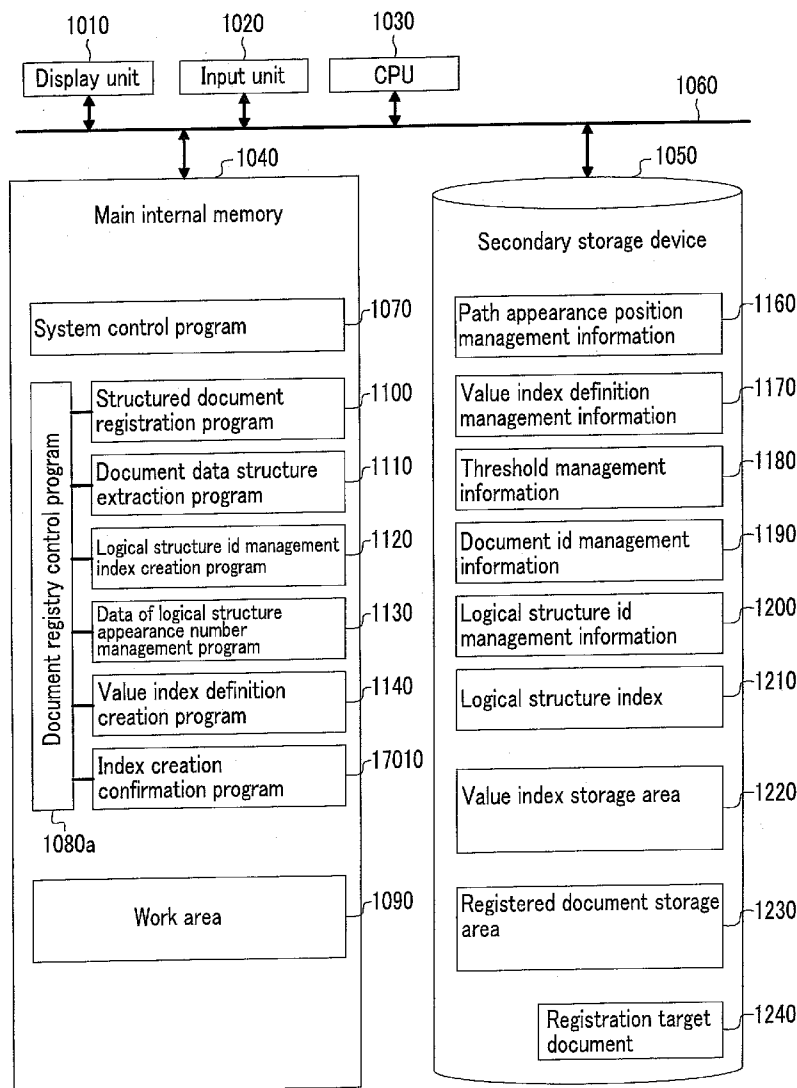 1010
1020
1030
Display unit
Input unit
CPU
1060
1040
1050
Main internal memory
Secondary storage device
System control program
1070
Document registry control program
1080a
Structured document
registration program
1100
Document data structure
extraction program
1110
Logical structure id management
index creation program
1120
Data of logical structure
appearance number
management program
1130
Value index definition
creation program
1140
Index creation
confirmation program
17010
Work area
1090
Path appearance position
management information
1160
Value index definition
management information
1170
Threshold management
information
1180
Document id management
information
1190
Logical structure id
management information
1200
Logical structure index
1210
Value index storage area
1220
Registered document storage
area
1230
Registration target
document
1240